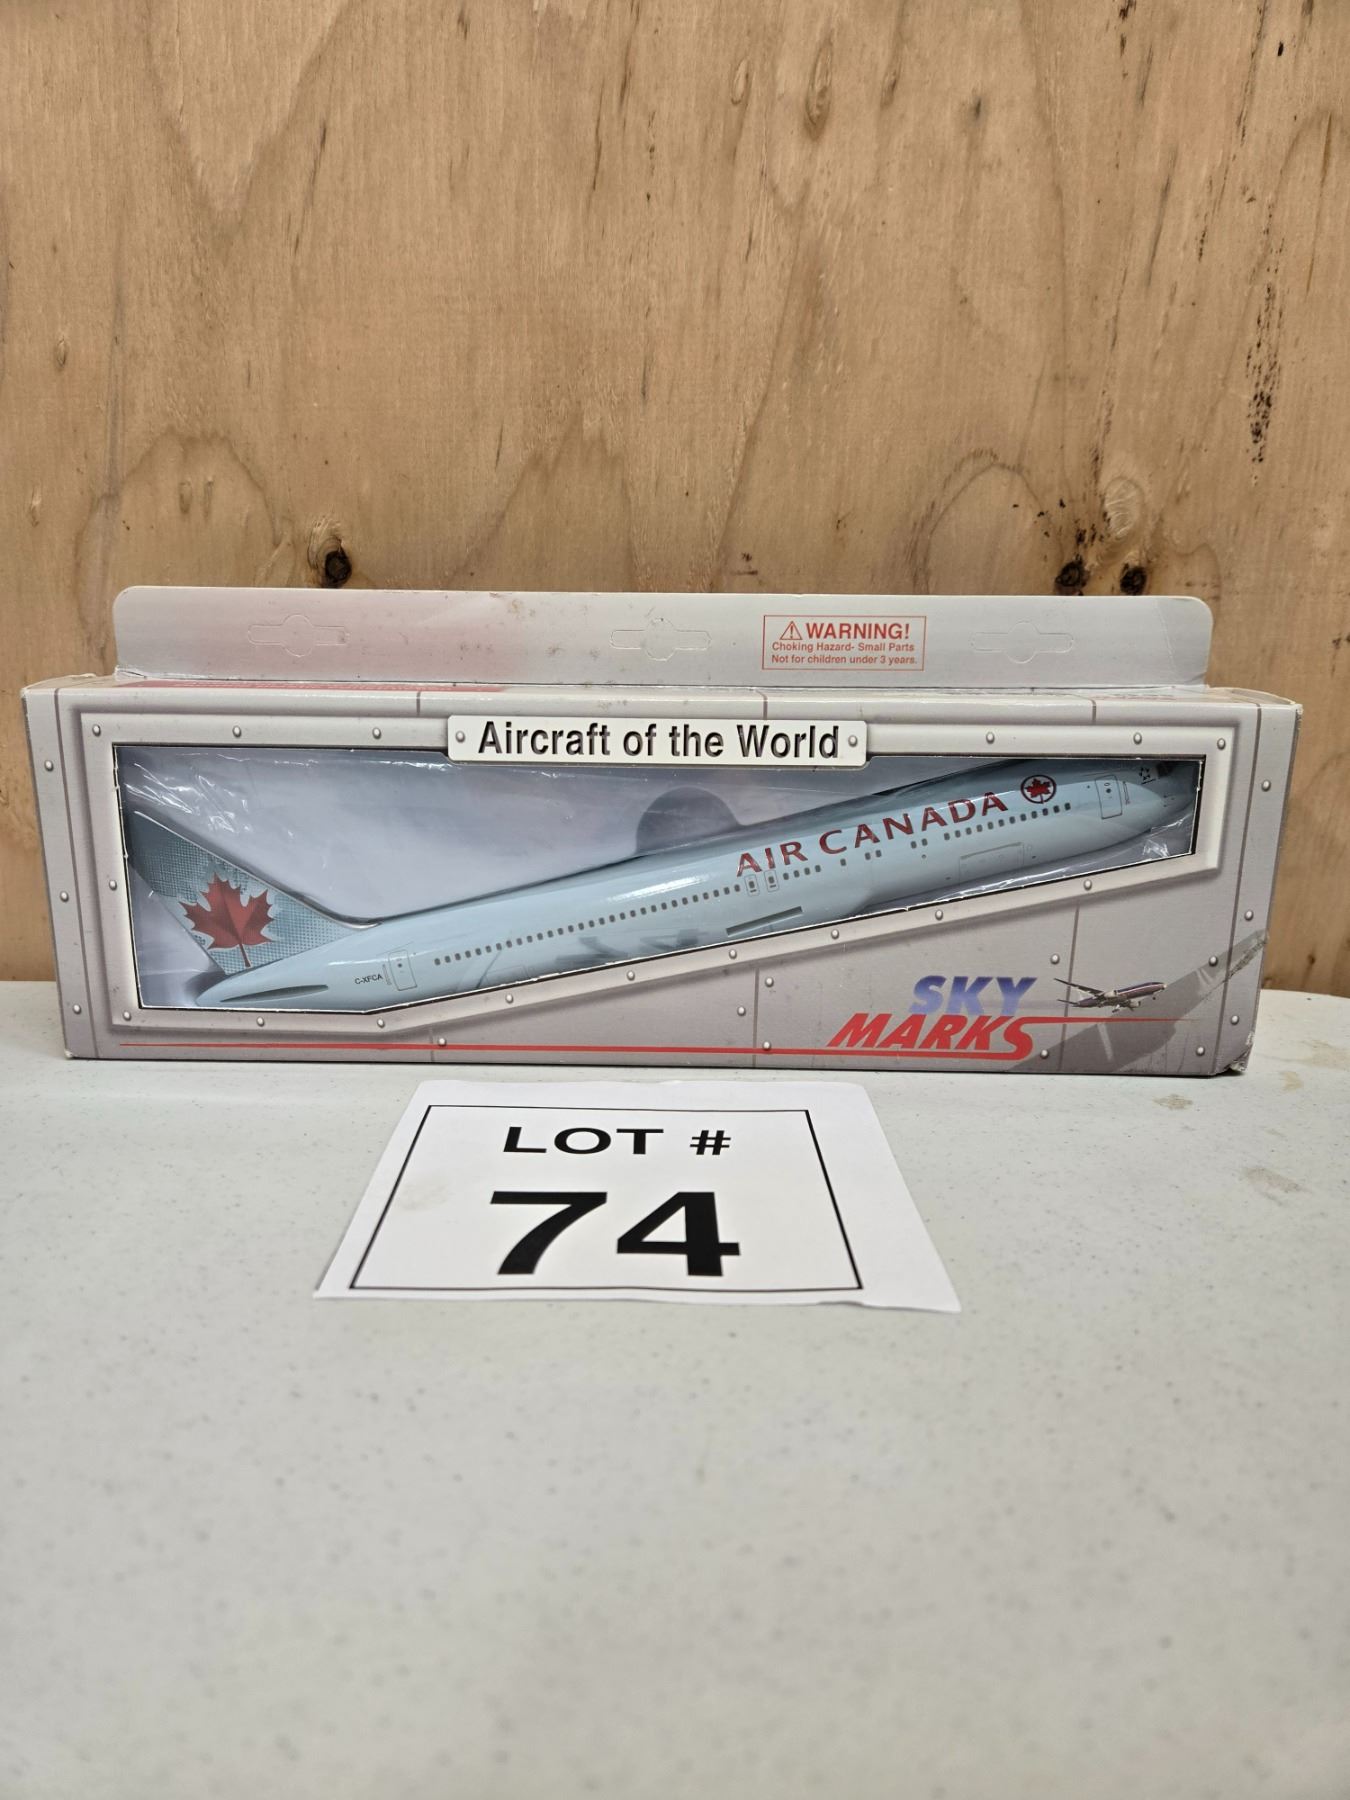 WARNING!
Choking Hazard- Small Parts
Not for children under 3 years.
Aircraft of the World
AIR CANADA
C-XFCA
SKY
MARKS
LOT #
74